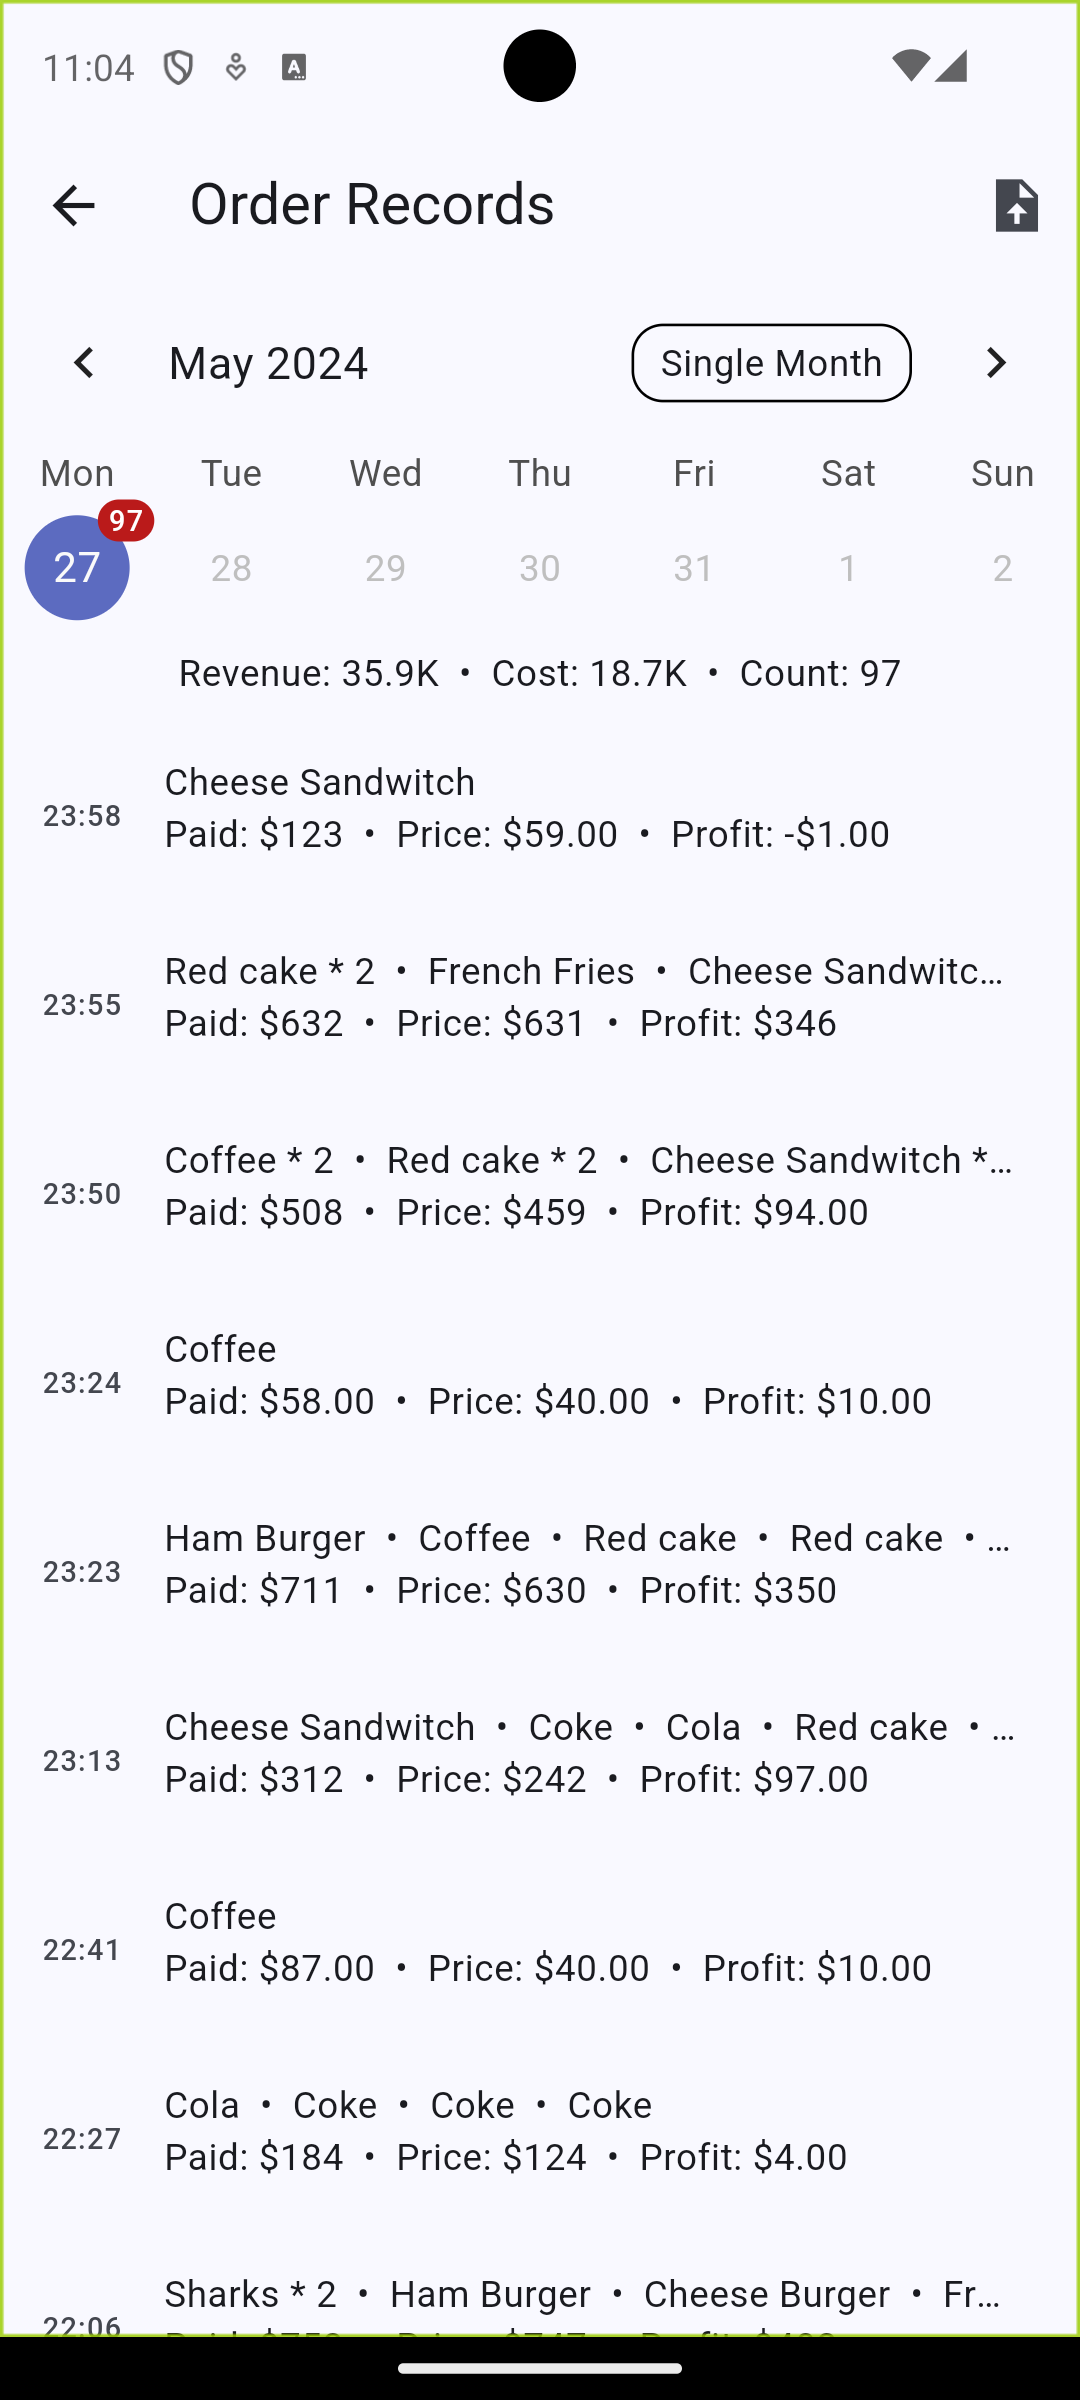 11:04
Order Records
May 2024 Single Month
Mon Tue Wed Thu Fri Sat Sun
97
27 28 29 30 31 1 2
Revenue: 35.9K • Cost: 18.7K • Count: 97
Cheese Sandwitch
23:58
Paid: $123 • Price: $59.00 • Profit: -$1.00
Red cake * 2 • French Fries • Cheese Sandwitc...
23:55
Paid: $632 • Price: $631 • Profit: $346
Coffee * 2 • Red cake * 2 • Cheese Sandwitch *...
23:50
Paid: $508 • Price: $459 • Profit: $94.00
Coffee
23:24
Paid: $58.00 • Price: $40.00 • Profit: $10.00
Ham Burger • Coffee • Red cake • Red cake • ...
23:23
Paid: $711 • Price: $630 • Profit: $350
Cheese Sandwitch • Coke • Cola • Red cake • ...
23:13
Paid: $312 • Price: $242 • Profit: $97.00
Coffee
22:41
Paid: $87.00 • Price: $40.00 • Profit: $10.00
Cola • Coke • Coke • Coke
22:27
Paid: $184 • Price: $124 • Profit: $4.00
Sharks * 2 • Ham Burger • Cheese Burger • Fr...
22:06